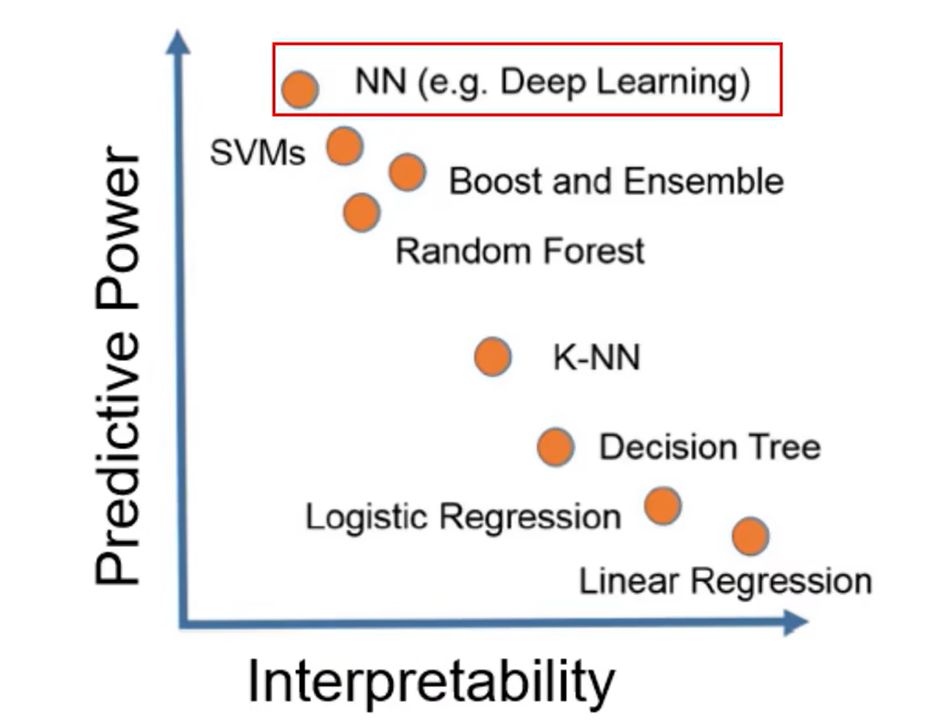 NN (e.g. Deep Learning)
SVMs
Boost and Ensemble
Random Forest
K-NN
Decision Tree
Logistic Regression
Linear Regression
Predictive Power
Interpretability